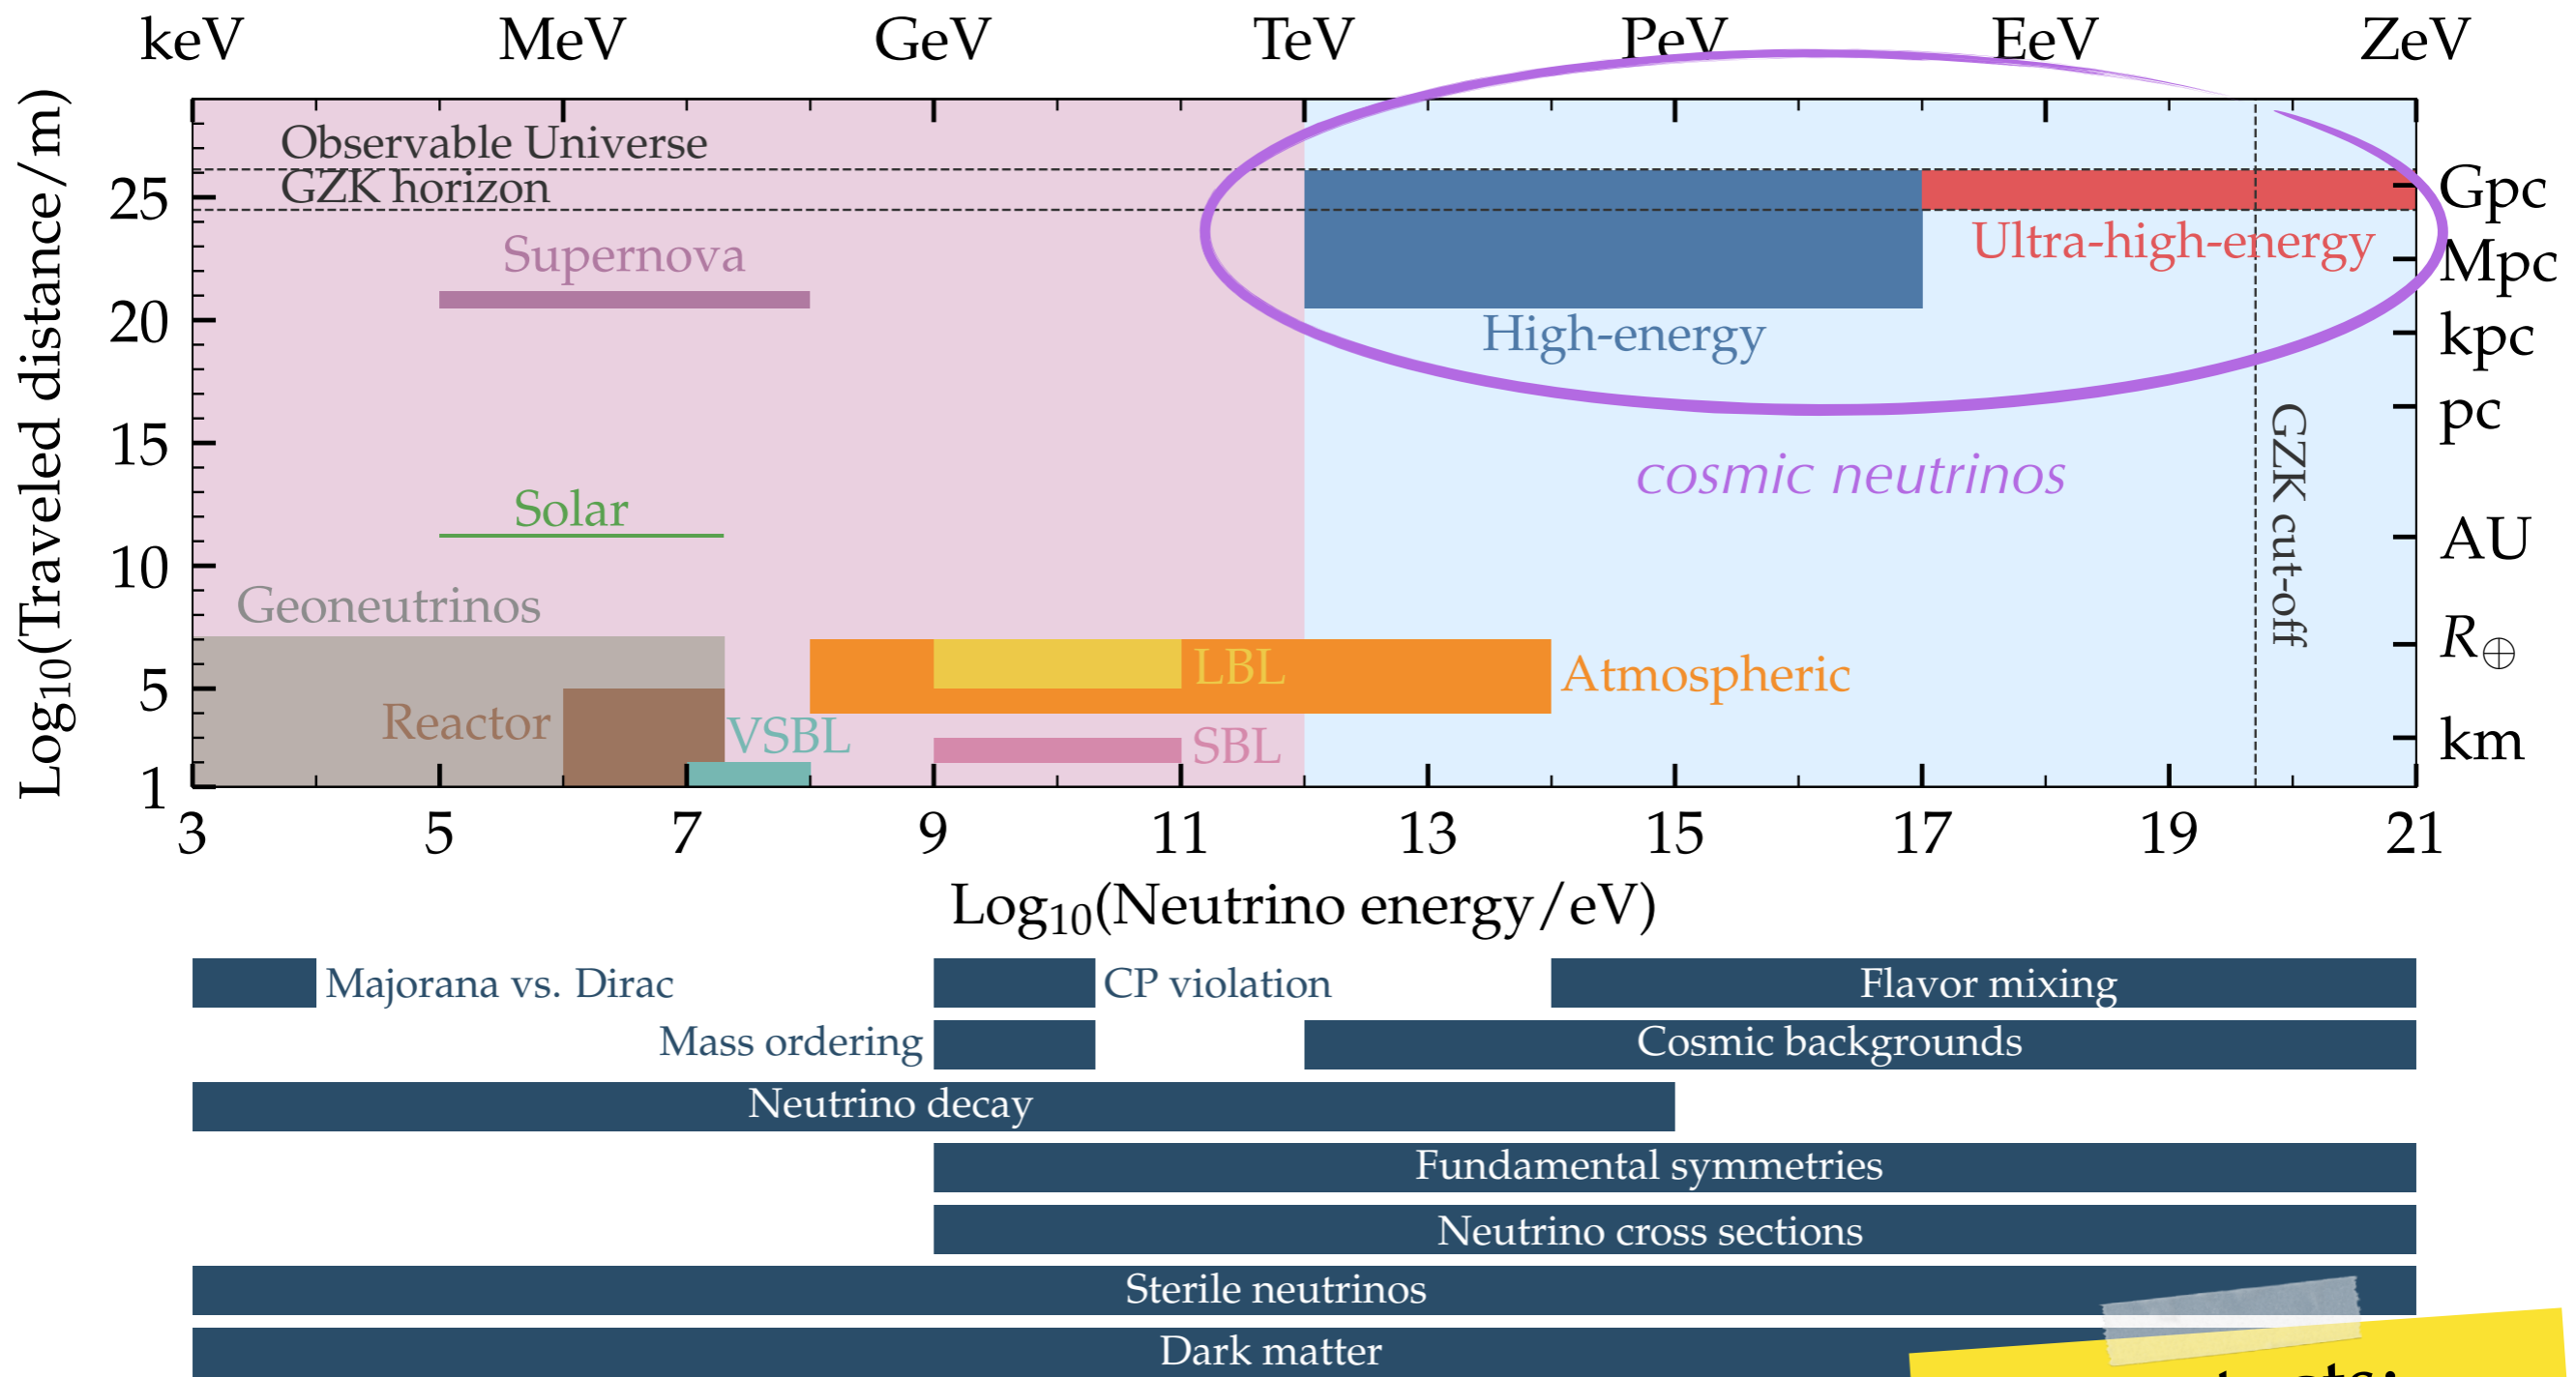 keV MeV GeV TeV PeV EeV ZeV
Log10(Traveled distance/m)
Observable Universe
GZK horizon
25
Gpc
Supernova
Ultra-high-energy
Mpc
20
High-energy
kpc
pc
15
cosmic neutrinos
GZK cut-off
Solar
AU
10
Geoneutrinos
R⊕
LBL
Atmospheric
5
Reactor
VSBL
SBL
km
1
3 5 7 9 11 13 15 17 19 21
Log10(Neutrino energy/eV)
Majorana vs. Dirac CP violation Flavor mixing
Mass ordering Cosmic backgrounds
Neutrino decay
Fundamental symmetries
Neutrino cross sections
Sterile neutrinos
Dark matter